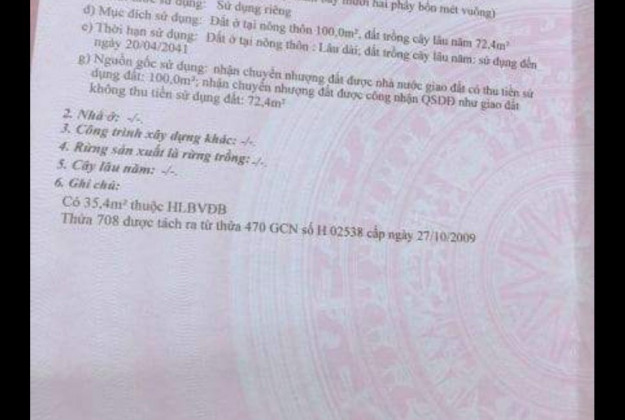 sử dụng: Sử dụng riêng
hai phẩy bốn mét vuông)
đ) Mục đích sử dụng: Đất ở tại nông thôn 100,0m², đất trồng cây lâu năm 72,4m²
e) Thời hạn sử dụng: Đất ở tại nông thôn : Lâu dài; đất trồng cây lâu năm: sử dụng đến
ngày 20/04/2041
g) Nguồn gốc sử dụng: nhận chuyển nhượng đất được nhà nước giao đất có thu tiền sử
dụng đất: 100,0m²; nhận chuyển nhượng đất được công nhận QSDĐ như giao đất
không thu tiền sử dụng đất: 72,4m²
2. Nhà ở: -/-.
3. Công trình xây dựng khác: -/-.
4. Rừng sản xuất là rừng trồng: -/-.
5. Cây lâu năm: -/-.
6. Ghi chú:
Có 35,4m² thuộc HLBVĐB
Thửa 708 được tách ra từ thửa 470 GCN số H 02538 cấp ngày 27/10/2009